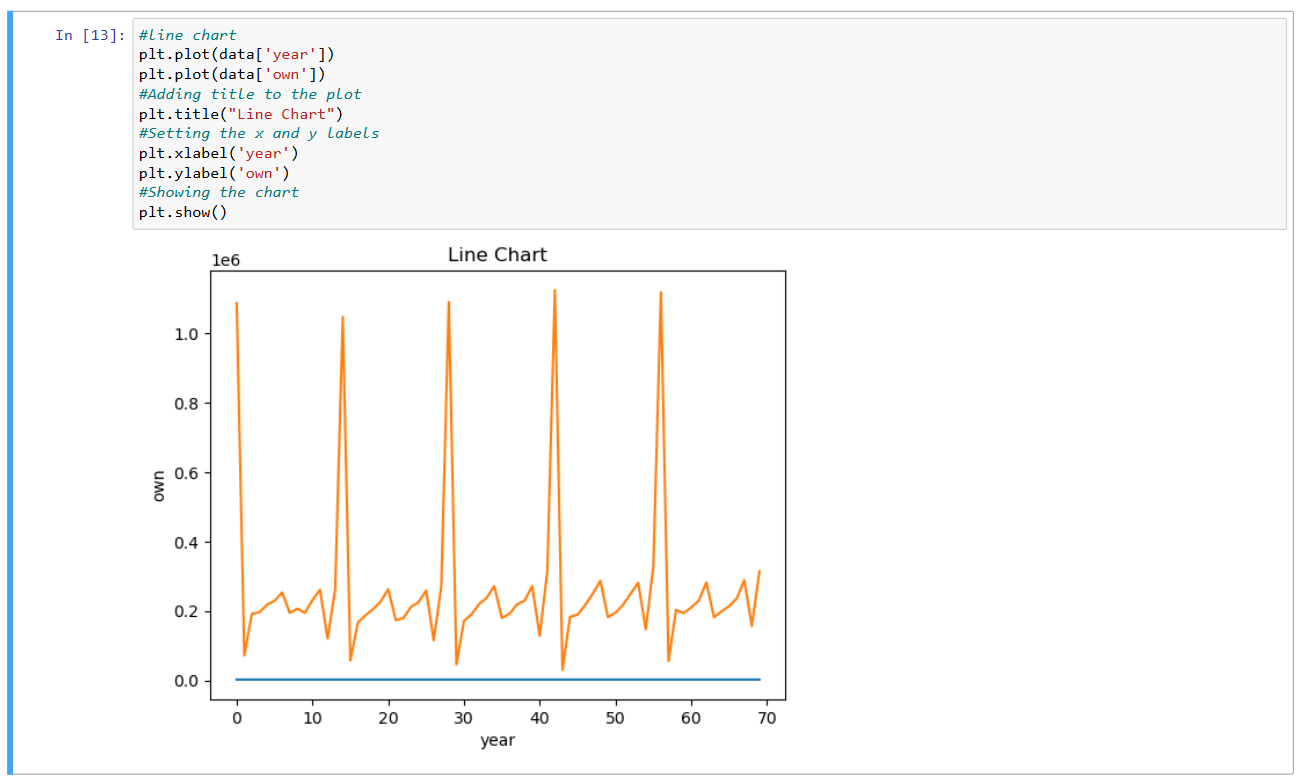 In [13]:
#line chart
plt.plot(data['year'])
plt.plot(data['own'])
#Adding title to the plot
plt.title("Line Chart")
#Setting the x and y labels
plt.xlabel('year')
plt.ylabel('own')
#Showing the chart
plt.show()
Line Chart
1e6
1.0
0.8
0.6
0.4
0.2
0.0
own
0 10 20 30 40 50 60 70
year